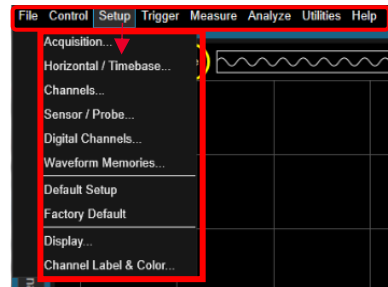 File Control Setup Trigger Measure Analyze Utilities Help
Acquisition...
Horizontal / Timebase...
Channels...
Sensor / Probe...
Digital Channels...
Waveform Memories...
Default Setup
Factory Default
Display...
Channel Label & Color...